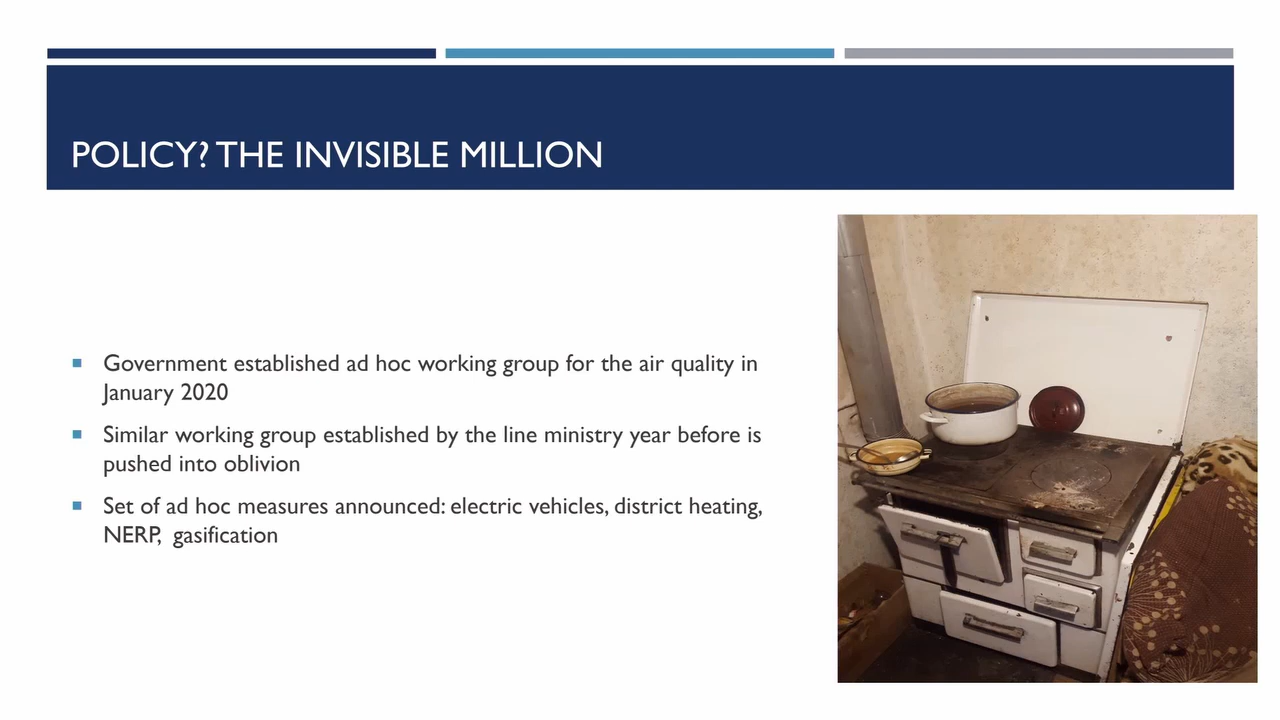 POLICY? THE INVISIBLE MILLION
Government established ad hoc working group for the air quality in
January 2020
Similar working group established by the line ministry year before is
pushed into oblivion
Set of ad hoc measures announced: electric vehicles, district heating,
NERP,  gasification